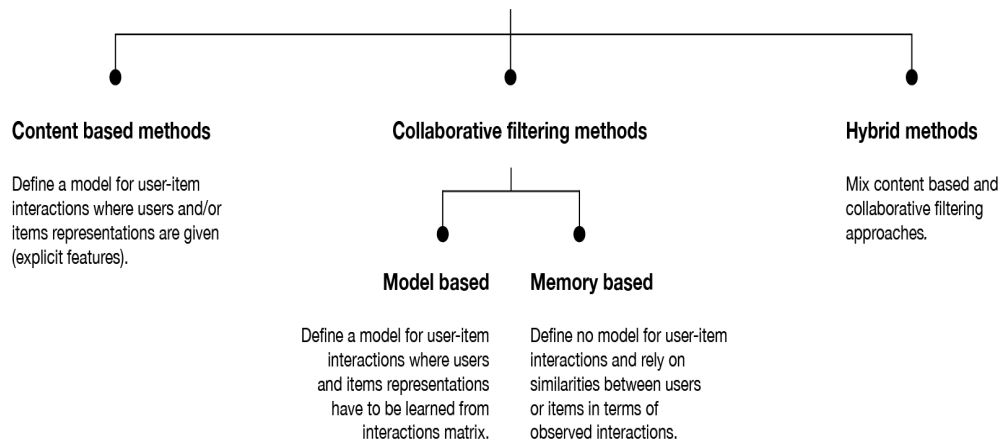 Content based methods
Define a model for user-item
interactions where users and/or
items representations are given
(explicit features).
Collaborative filtering methods
Model based
Define a model for user-item
interactions where users
and items representations
have to be learned from
interactions matrix.
Memory based
Define no model for user-item
interactions and rely on
similarities between users
or items in terms of
observed interactions.
Hybrid methods
Mix content based and
collaborative filtering
approaches.